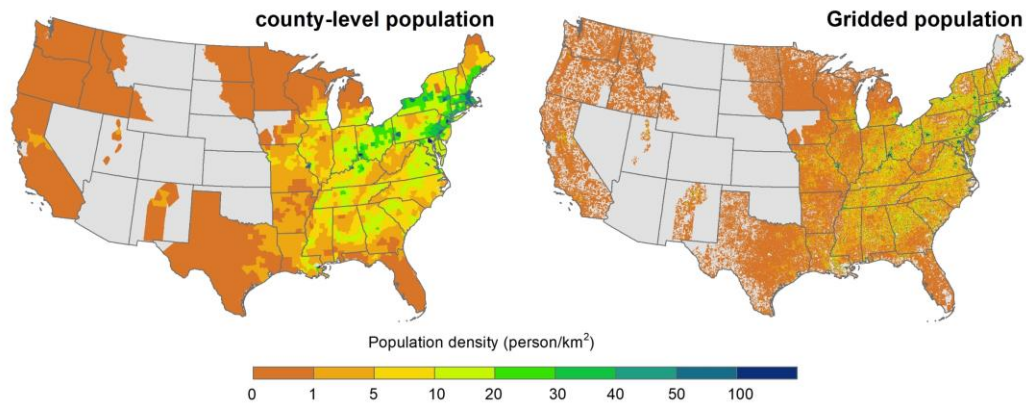 county-level population
Gridded population
Population density (person/km²)
0 1 5 10 20 30 40 50 100